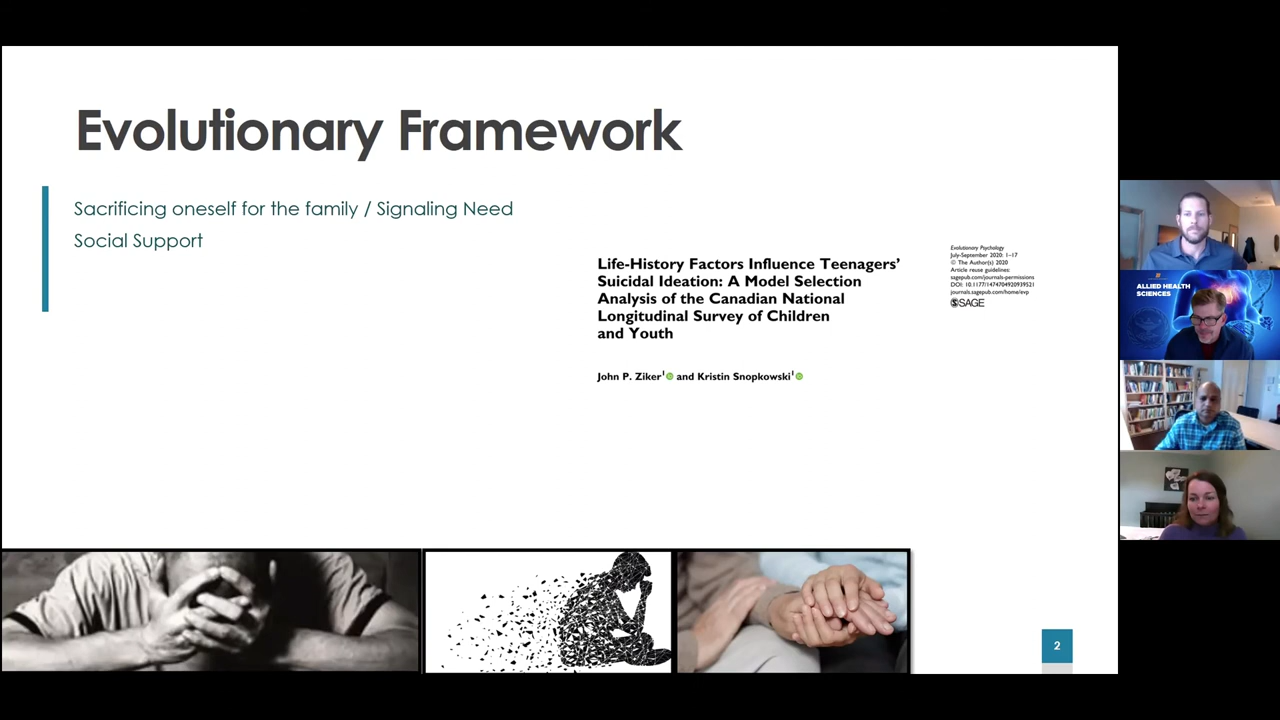 Evolutionary Framework
Sacrificing oneself for the family / Signaling Need
Social Support
Life-History Factors Influence Teenagers’
Suicidal Ideation: A Model Selection
Analysis of the Canadian National
Longitudinal Survey of Children
and Youth
John P. Ziker1 and Kristin Snopkowski1
Evolutionary Psychology
July-September 2020: 1–17
© The Author(s) 2020
Article reuse guidelines:
sagepub.com/journals-permissions
DOI: 10.1177/1474704920939521
journals.sagepub.com/home/evp
SAGE
ALLIED HEALTH
SCIENCES
2